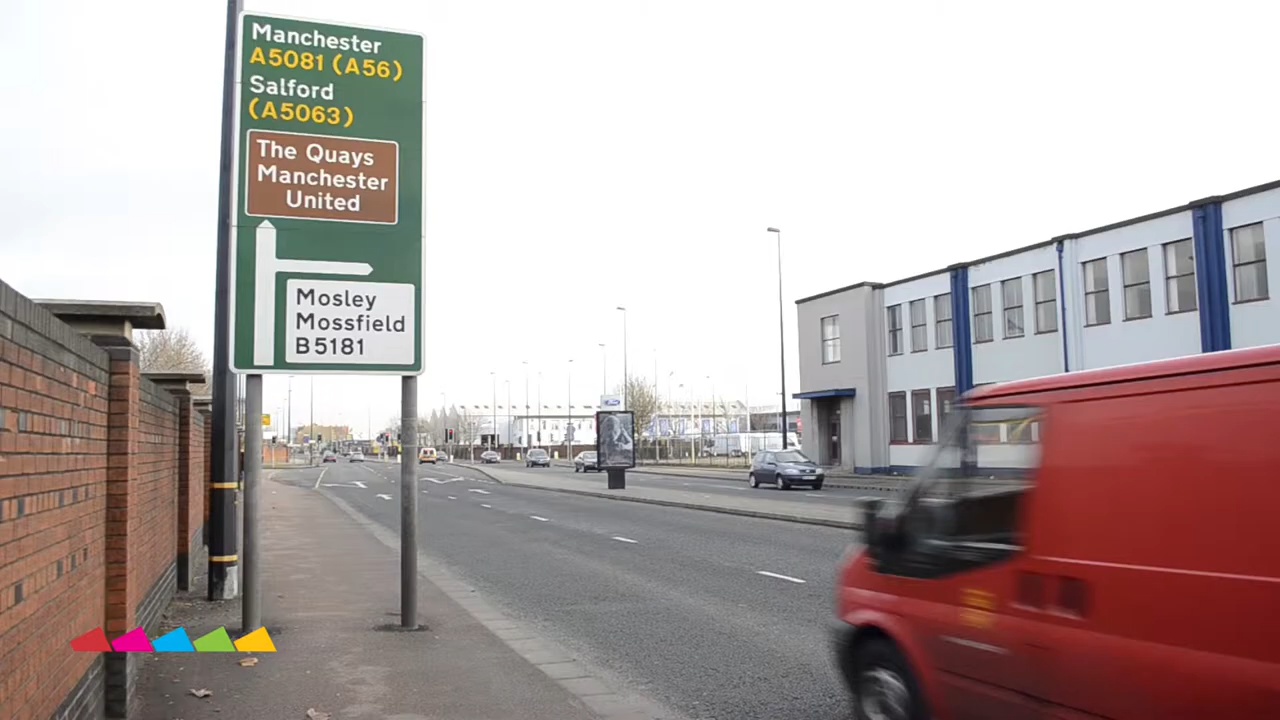 Manchester
A5081 (A56)
Salford
(A5063)
The Quays
Manchester
United
Mosley
Mossfield
B5181